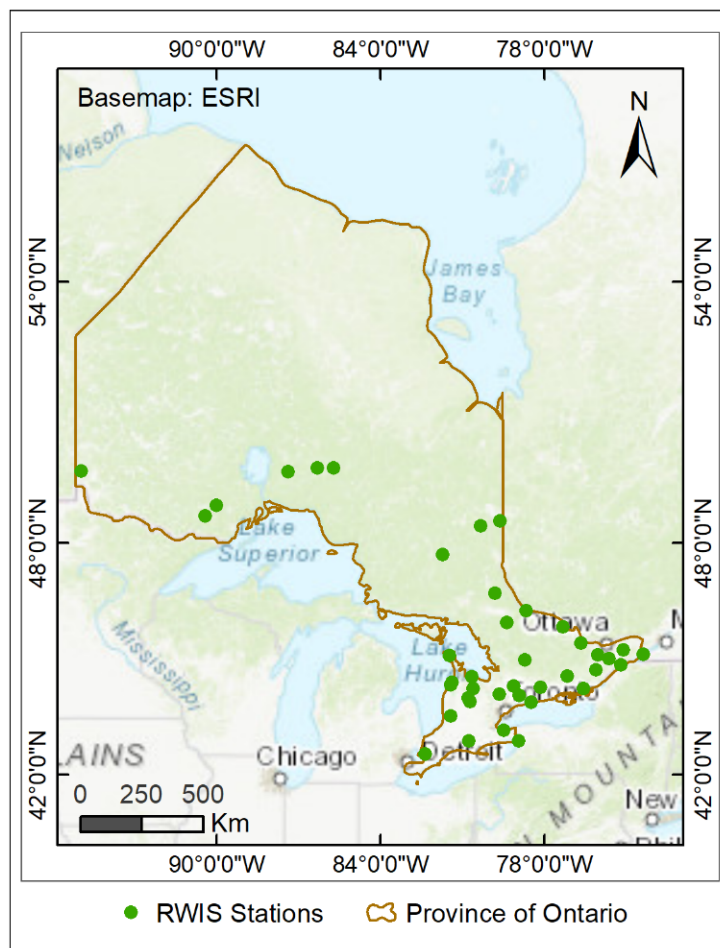 90°0'0"W 84°0'0"W 78°0'0"W
Basemap: ESRI
N
Nelson
54°0'0"N
James
Bay
54°0'0"N
48°0'0"N
Lake
Superior
48°0'0"N
Ottawa
M
Lake
Huron
Mississippi
Toronto
LAINS
Chicago
Detroit
MOUNTA
42°0'0"N
42°0'0"N
0 250 500
Km
New
90°0'0"W 84°0'0"W 78°0'0"W
RWIS Stations Province of Ontario